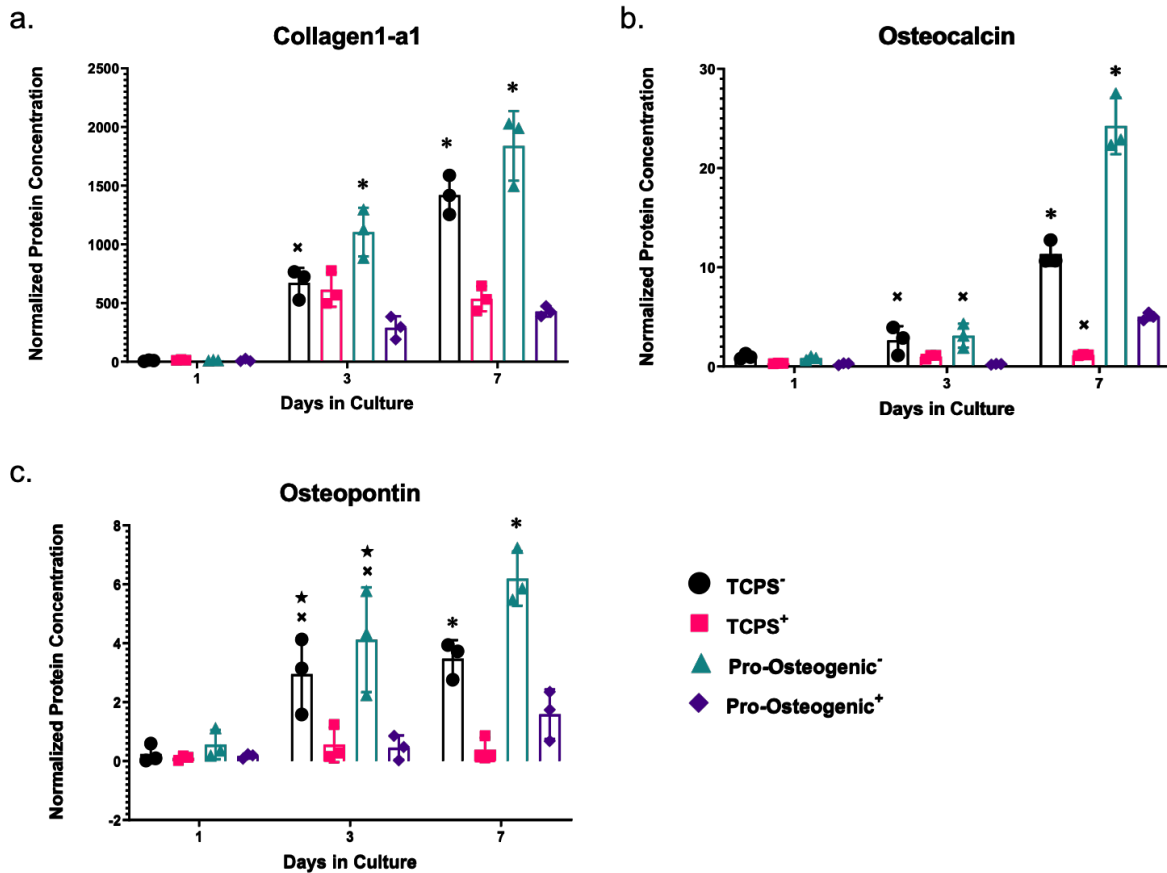 a.
Collagen1-a1
Normalized Protein Concentration
2500
2000
1500
1000
500
0
*
*
*
×
1
3
7
Days in Culture
b.
Osteocalcin
Normalized Protein Concentration
30
20
10
0
*
*
×
×
×
1
3
7
Days in Culture
c.
Osteopontin
Normalized Protein Concentration
8
6
4
2
0
-2
*
★
×
★
×
*
1
3
7
Days in Culture
TCPS⁻
TCPS⁺
Pro-Osteogenic⁻
Pro-Osteogenic⁺